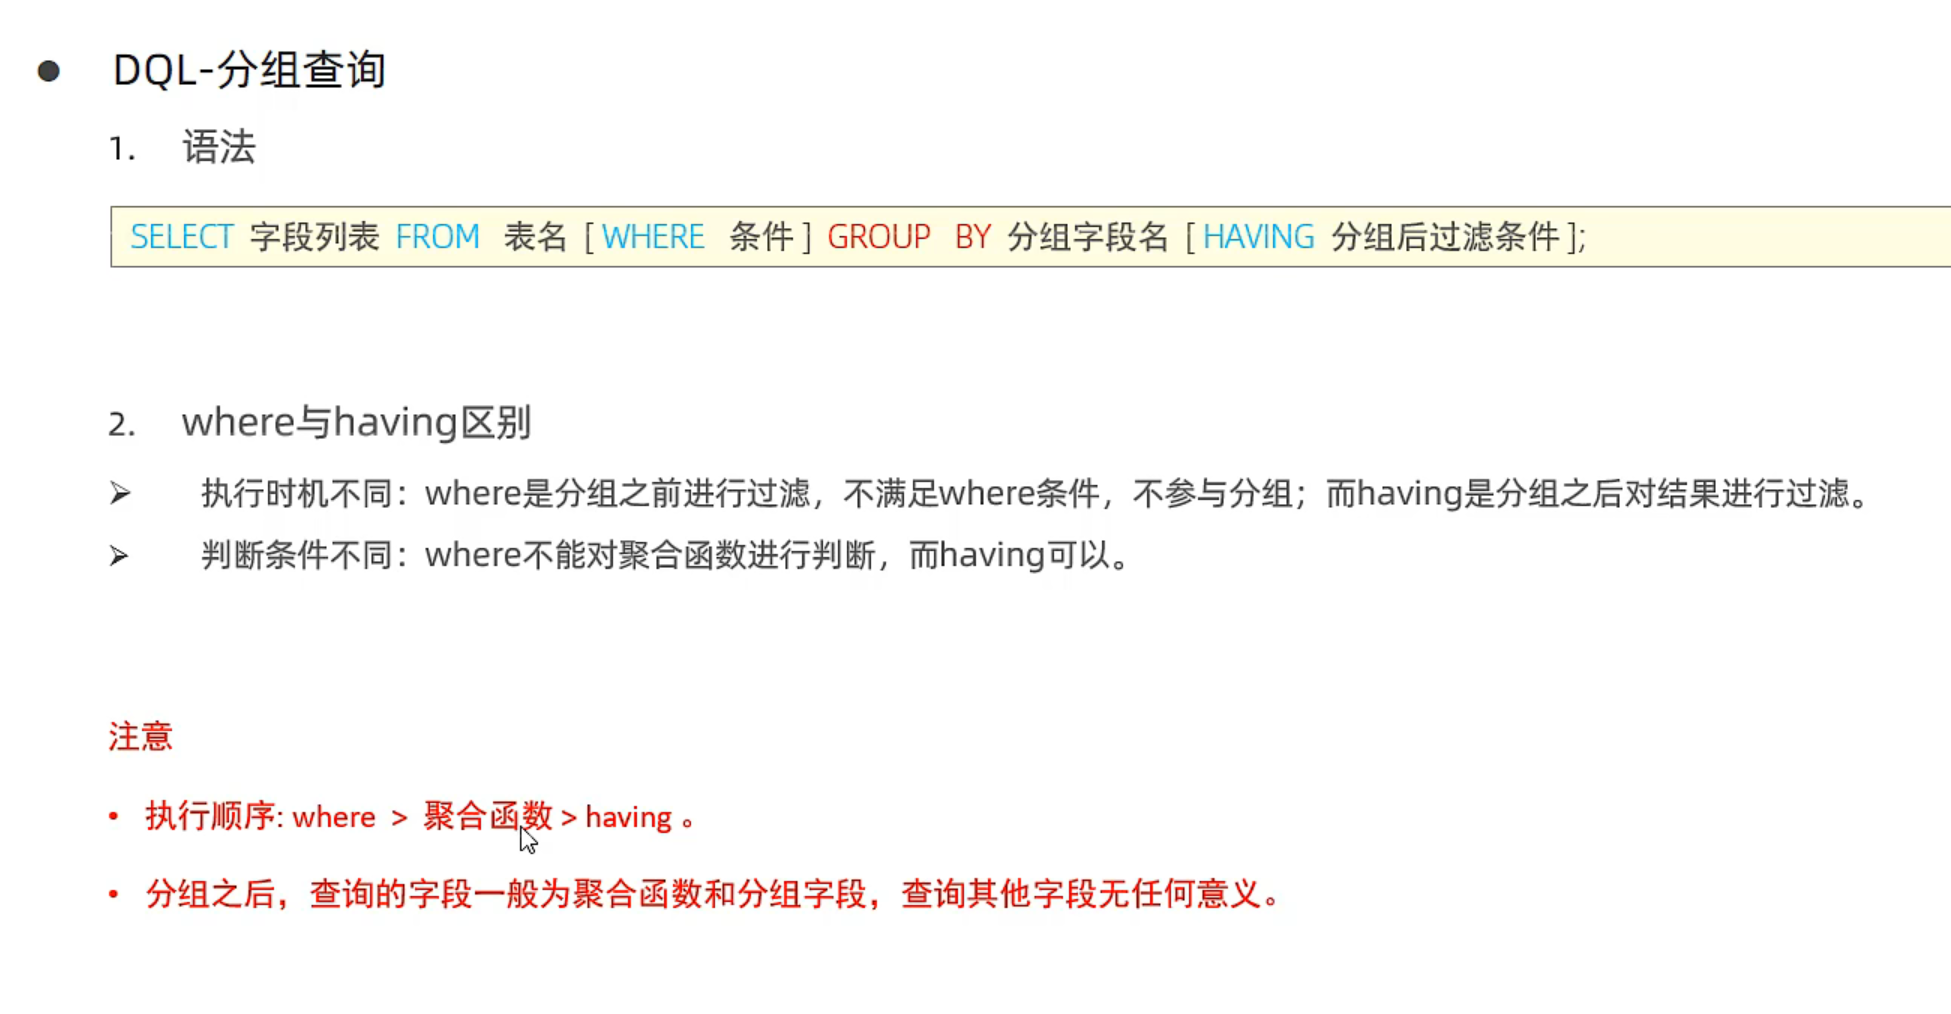 ● DQL-分组查询
1. 语法
SELECT 字段列表 FROM 表名 [ WHERE 条件 ] GROUP BY 分组字段名 [ HAVING 分组后过滤条件 ];
2. where与having区别
➢ 执行时机不同：where是分组之前进行过滤，不满足where条件，不参与分组；而having是分组之后对结果进行过滤。
➢ 判断条件不同：where不能对聚合函数进行判断，而having可以。
注意
• 执行顺序: where > 聚合函数 > having 。
• 分组之后，查询的字段一般为聚合函数和分组字段，查询其他字段无任何意义。